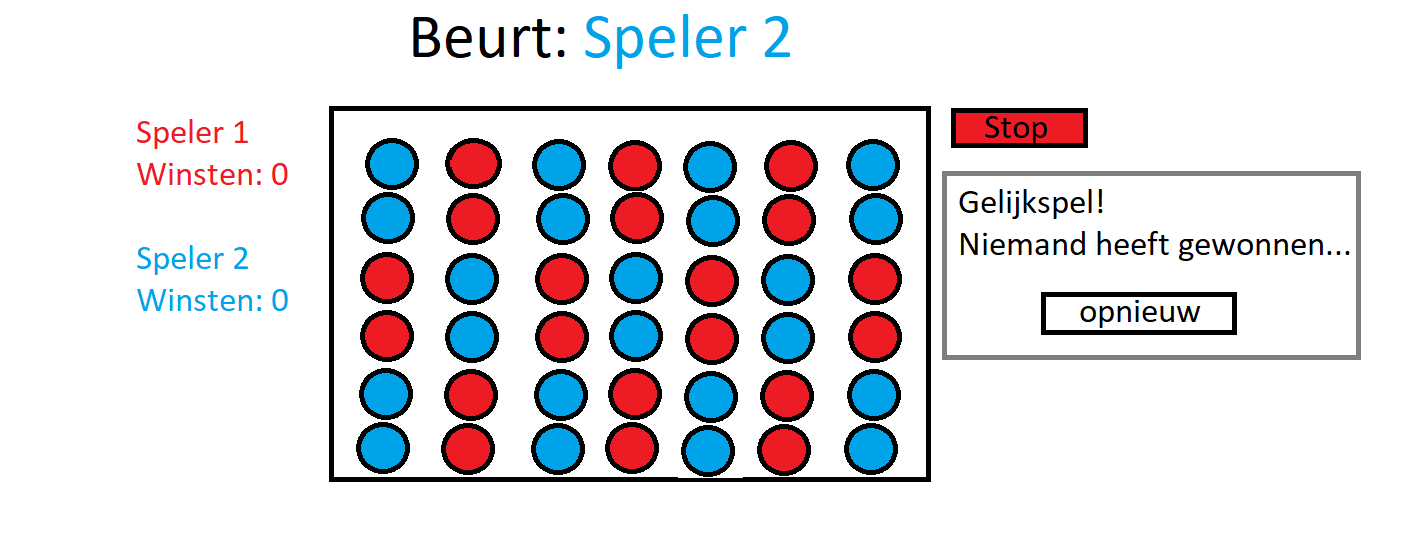 Beurt: Speler 2
Speler 1
Winsten: 0
Speler 2
Winsten: 0
Stop
Gelijkspel!
Niemand heeft gewonnen...
opnieuw